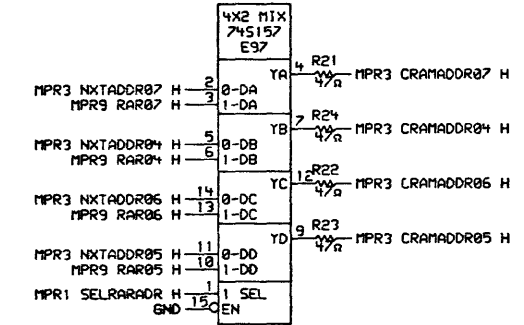 4X2 MIX
74S157
E97
YA 4 R21 47Ω MPR3 CRAMADDR07 H
MPR3 NXTADDR07 H 2 0-DA
MPR9 RAR07 H 3 1-DA
YB 7 R24 47Ω MPR3 CRAMADDR04 H
MPR3 NXTADDR04 H 5 0-DB
MPR9 RAR04 H 6 1-DB
YC 12 R22 47Ω MPR3 CRAMADDR06 H
MPR3 NXTADDR06 H 14 0-DC
MPR9 RAR06 H 13 1-DC
YD 9 R23 47Ω MPR3 CRAMADDR05 H
MPR3 NXTADDR05 H 11 0-DD
MPR9 RAR05 H 10 1-DD
MPR1 SELRARADR H 1 1 SEL
GND 15 EN